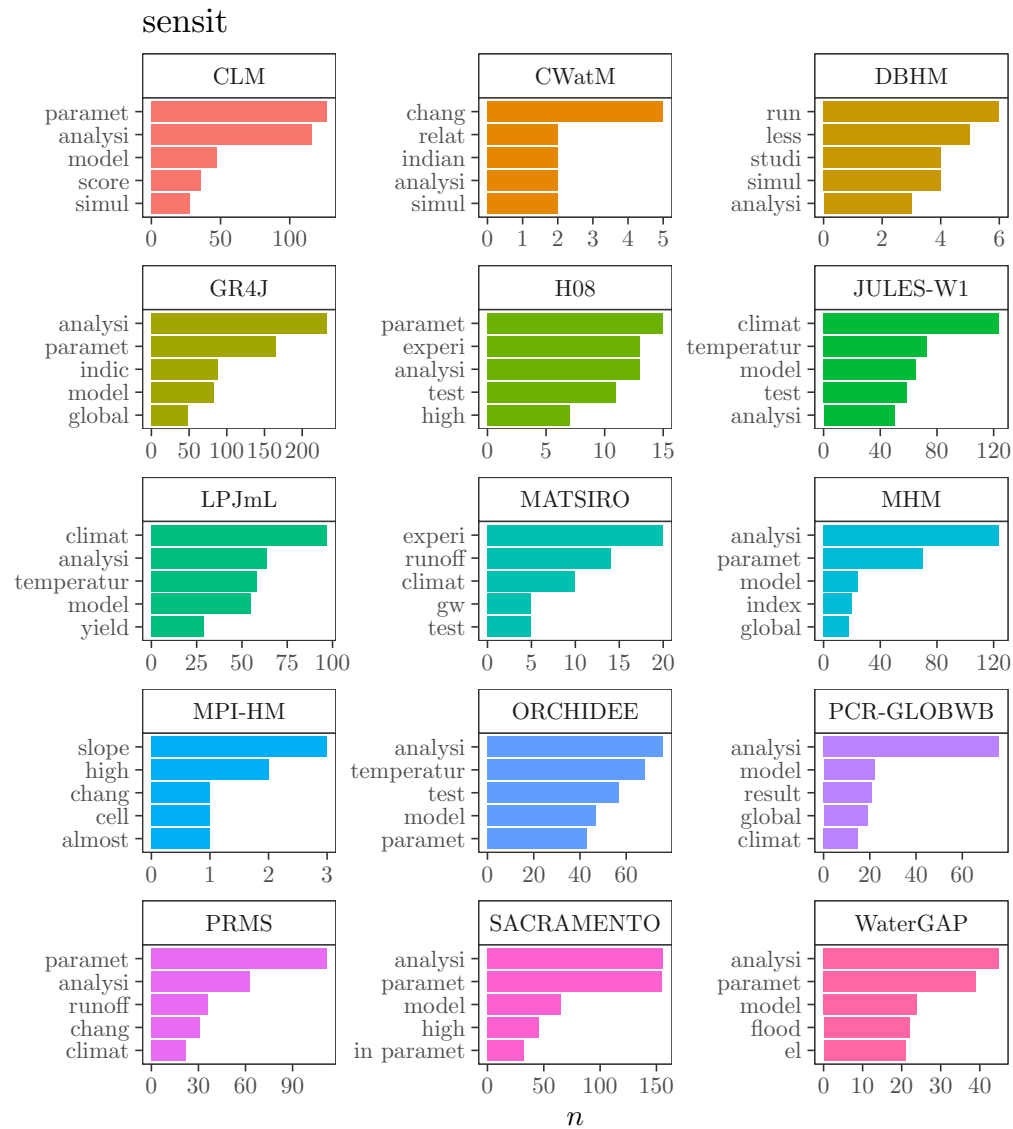 sensit
CLM
paramet
analysi
model
score
simul
0 50 100
CWatM
chang
relat
indian
analysi
simul
0 1 2 3 4 5
DBHM
run
less
studi
simul
analysi
0 2 4 6
GR4J
analysi
paramet
indic
model
global
0 50 100 150 200
H08
paramet
experi
analysi
test
high
0 5 10 15
JULES-W1
climat
temperatur
model
test
analysi
0 40 80 120
LPJmL
climat
analysi
temperatur
model
yield
0 25 50 75 100
MATSIRO
experi
runoff
climat
gw
test
0 5 10 15 20
MHM
analysi
paramet
model
index
global
0 40 80 120
MPI-HM
slope
high
chang
cell
almost
0 1 2 3
ORCHIDEE
analysi
temperatur
test
model
paramet
0 20 40 60
PCR-GLOBWB
analysi
model
result
global
climat
0 20 40 60
PRMS
paramet
analysi
runoff
chang
climat
0 30 60 90
SACRAMENTO
analysi
paramet
model
high
in paramet
0 50 100 150
WaterGAP
analysi
paramet
model
flood
el
0 10 20 30 40
n